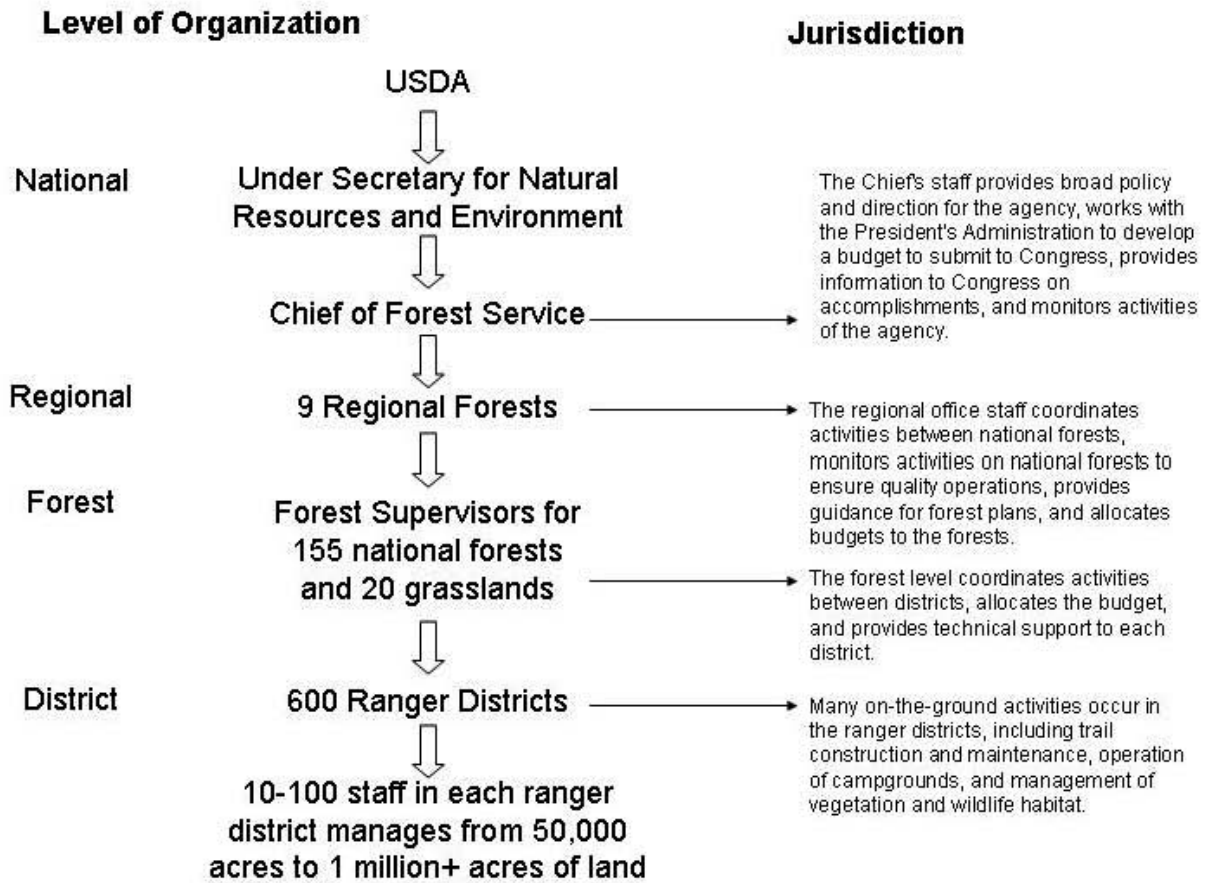 Level of Organization
Jurisdiction
USDA
National
Under Secretary for Natural
Resources and Environment
The Chief's staff provides broad policy
and direction for the agency, works with
the President's Administration to develop
a budget to submit to Congress, provides
information to Congress on
accomplishments, and monitors activities
of the agency.
Chief of Forest Service
Regional
9 Regional Forests
The regional office staff coordinates
activities between national forests,
monitors activities on national forests to
ensure quality operations, provides
guidance for forest plans, and allocates
budgets to the forests.
Forest
Forest Supervisors for
155 national forests
and 20 grasslands
The forest level coordinates activities
between districts, allocates the budget,
and provides technical support to each
district.
District
600 Ranger Districts
Many on-the-ground activities occur in
the ranger districts, including trail
construction and maintenance, operation
of campgrounds, and management of
vegetation and wildlife habitat.
10-100 staff in each ranger
district manages from 50,000
acres to 1 million+ acres of land